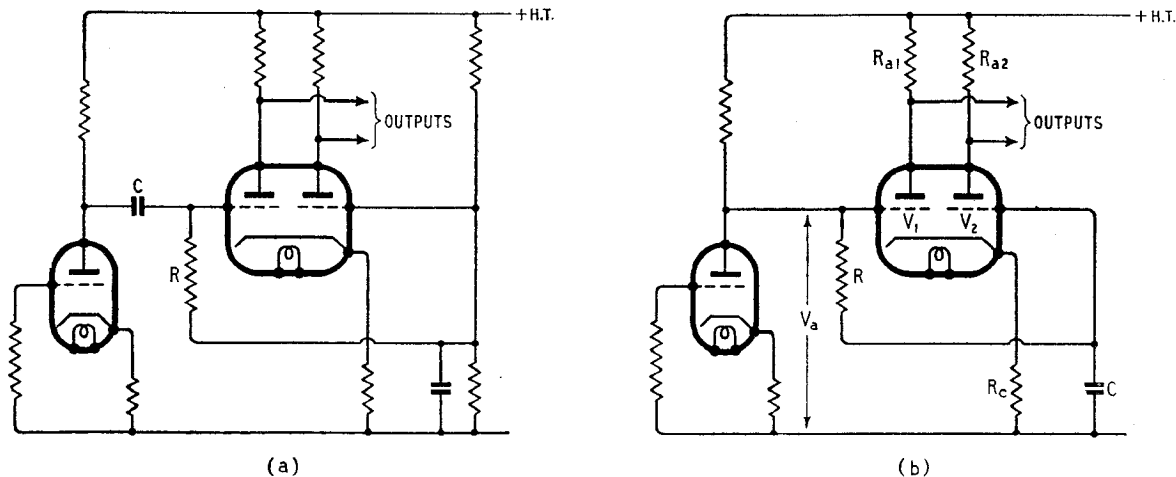 +H.T.
OUTPUTS
C
R
(a)
+H.T.
Ra1
Ra2
OUTPUTS
V1
V2
R
Va
Rc
C
(b)